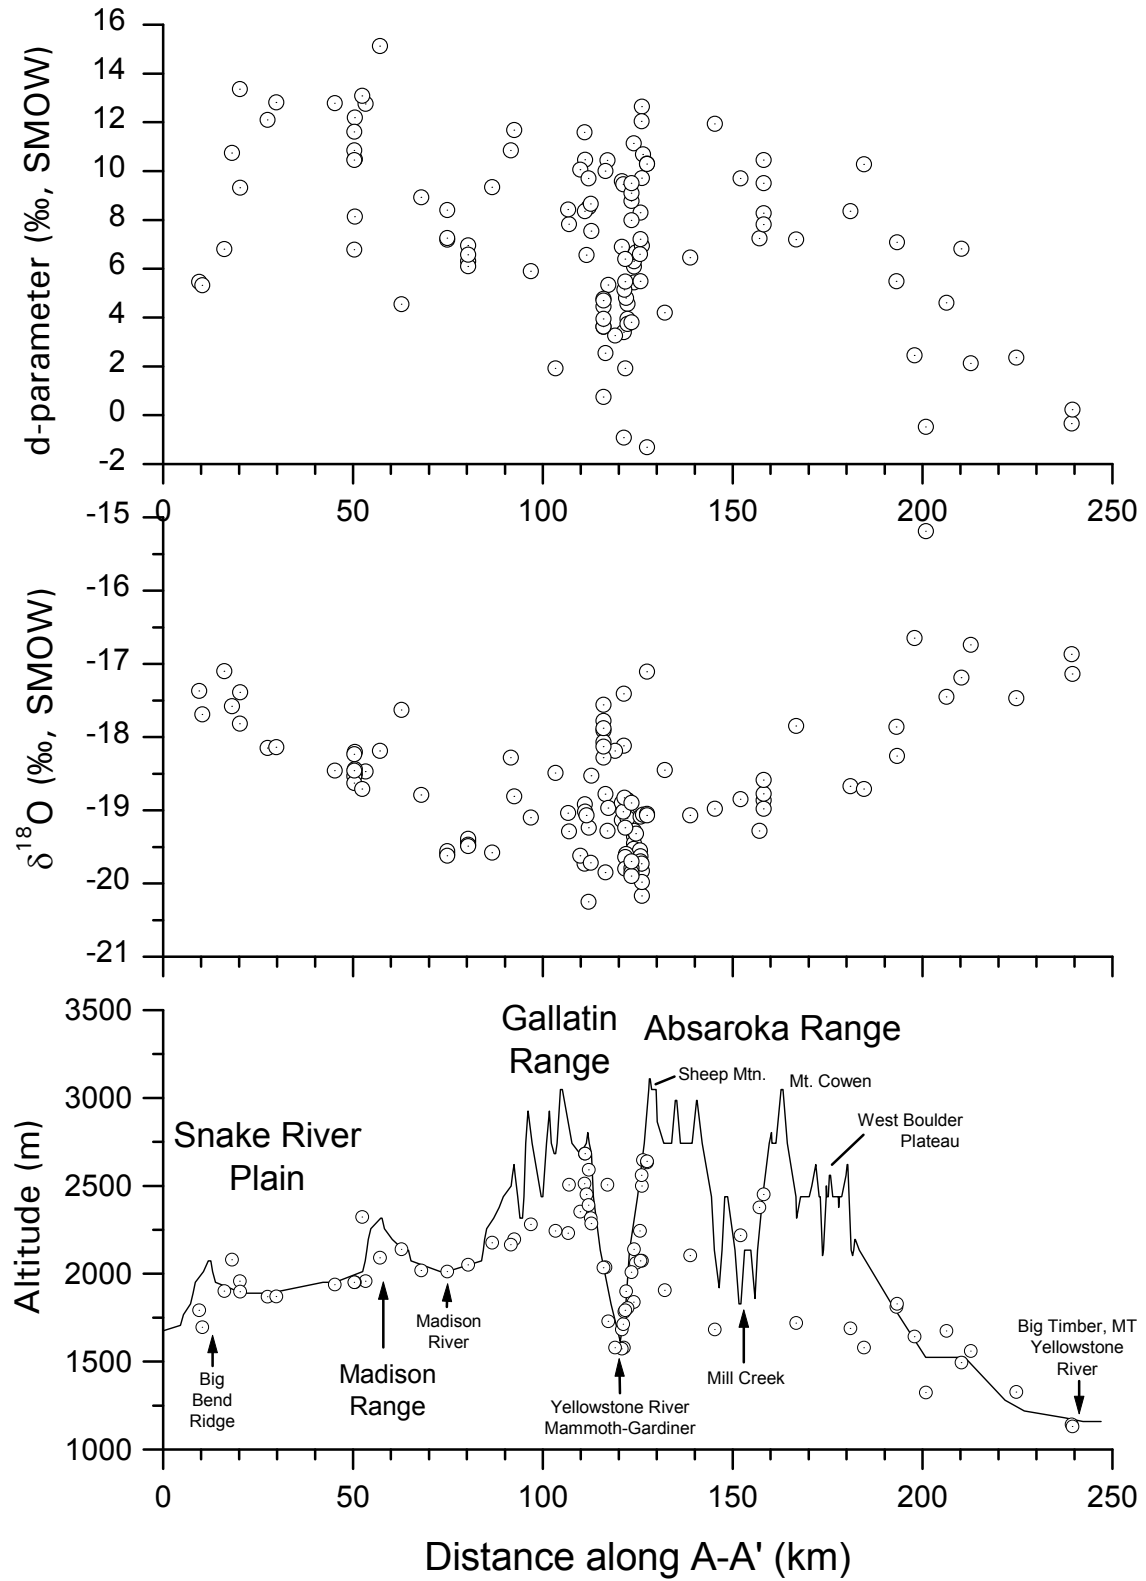 16
14
12
10
8
6
4
2
0
-2
d-parameter (‰, SMOW)
0 50 100 150 200 250
-15
-16
-17
-18
-19
-20
-21
δ18O (‰, SMOW)
3500
3000
2500
2000
1500
1000
Altitude (m)
Gallatin
Range
Absaroka Range
Sheep Mtn.
Mt. Cowen
West Boulder
Plateau
Snake River
Plain
Madison
River
Big
Bend
Ridge
Madison
Range
Yellowstone River
Mammoth-Gardiner
Mill Creek
Big Timber, MT
Yellowstone
River
0 50 100 150 200 250
Distance along A-A' (km)